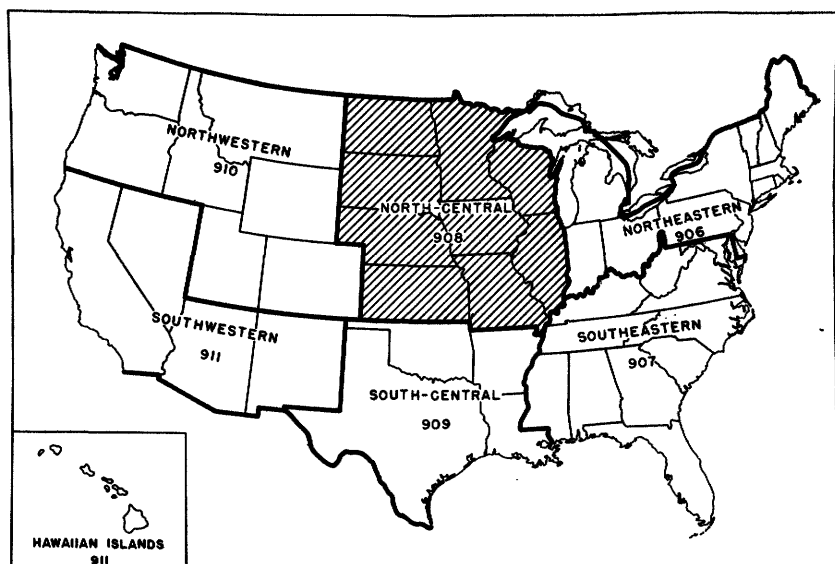 NORTHWESTERN
910
NORTH-CENTRAL
908
NORTHEASTERN
906
SOUTHWESTERN
911
SOUTHEASTERN
907
SOUTH-CENTRAL
909
HAWAIIAN ISLANDS
911